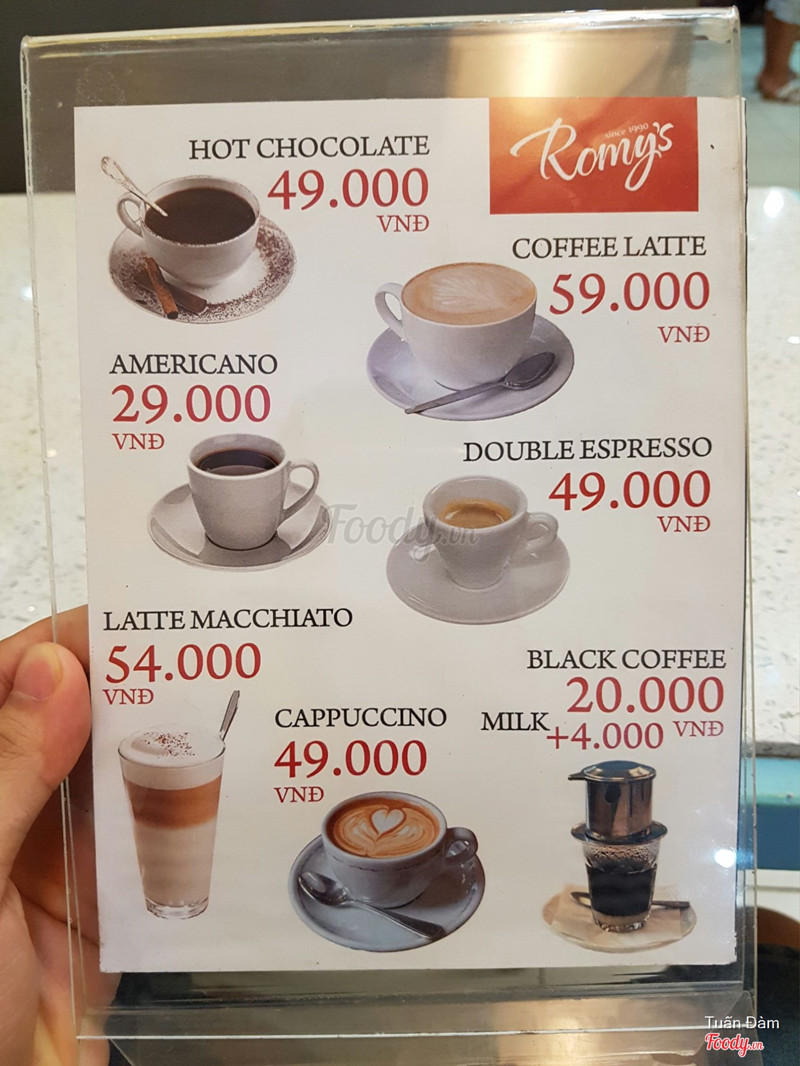 since 1990
Romy's
HOT CHOCOLATE
49.000
VNĐ
COFFEE LATTE
59.000
VNĐ
AMERICANO
29.000
VNĐ
DOUBLE ESPRESSO
49.000
VNĐ
LATTE MACCHIATO
54.000
VNĐ
BLACK COFFEE
20.000
VNĐ
MILK +4.000
CAPPUCCINO
49.000
VNĐ
Foody.vn
Tuấn Đàm
Foody.vn